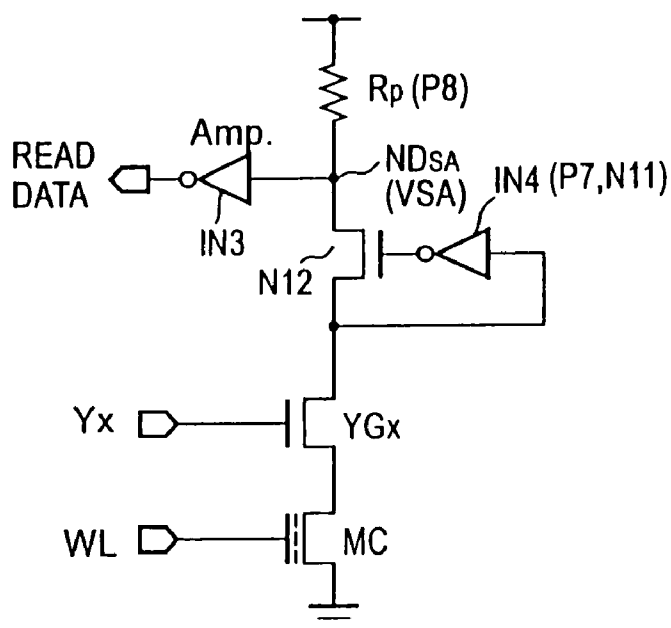 Rp (P8)
Amp.
READ
DATA
NDSA
(VSA)
IN4 (P7,N11)
IN3
N12
Yx
YGx
WL
MC